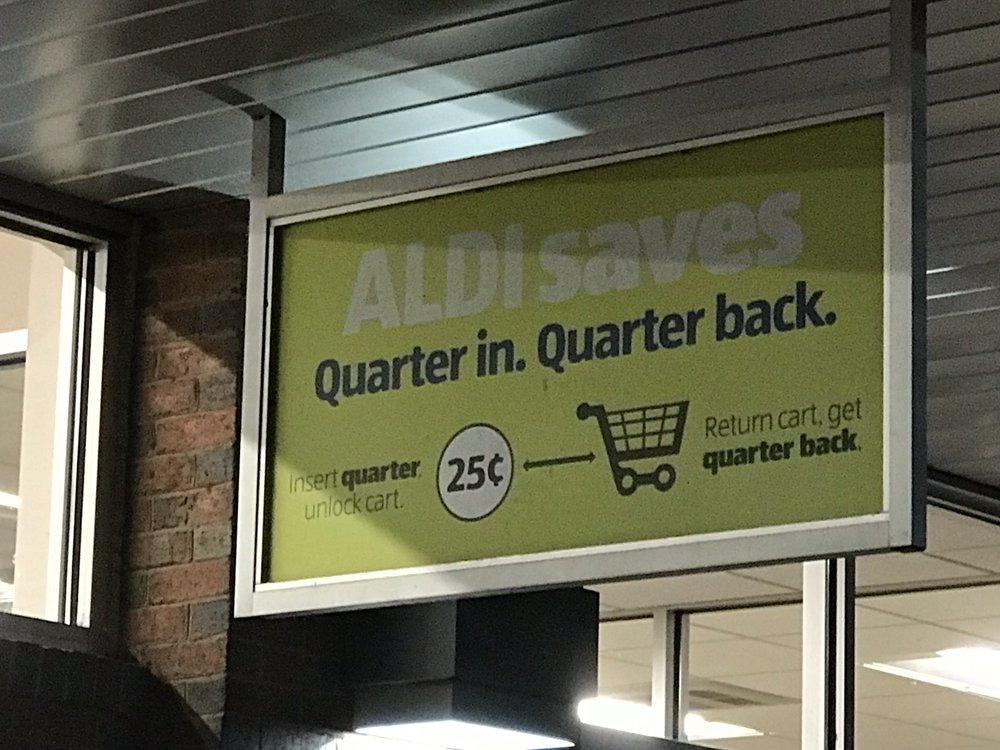 ALDI saves
Quarter in. Quarter back.
Insert quarter,
unlock cart.
25¢
Return cart, get
quarter back.